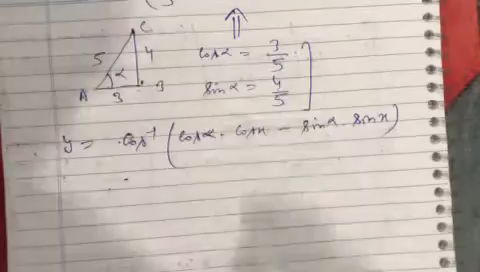 C
5 4 cos α = 3/5
α
A 3 B sin α = 4/5
y = cos⁻¹ (cos α · cos x − sin α · sin x)